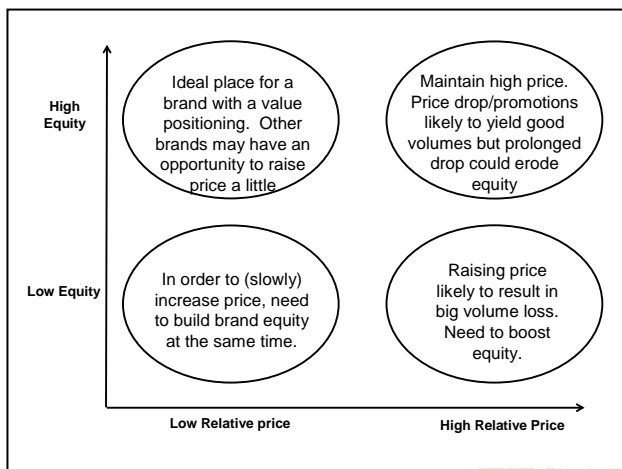 High
Equity
Ideal place for a
brand with a value
positioning. Other
brands may have an
opportunity to raise
price a little
Maintain high price.
Price drop/promotions
likely to yield good
volumes but prolonged
drop could erode
equity
Low Equity
In order to (slowly)
increase price, need
to build brand equity
at the same time.
Raising price
likely to result in
big volume loss.
Need to boost
equity.
Low Relative price
High Relative Price